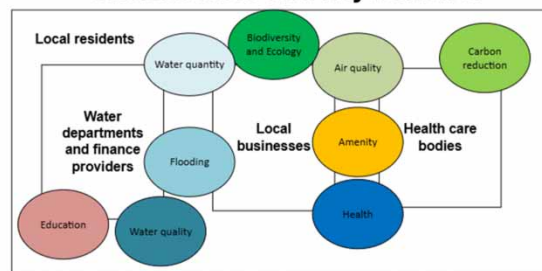 Local residents
Biodiversity
and Ecology
Carbon
reduction
Water quantity
Air quality
Water
departments
and finance
providers
Local
businesses
Amenity
Health care
bodies
Flooding
Education
Water quality
Health